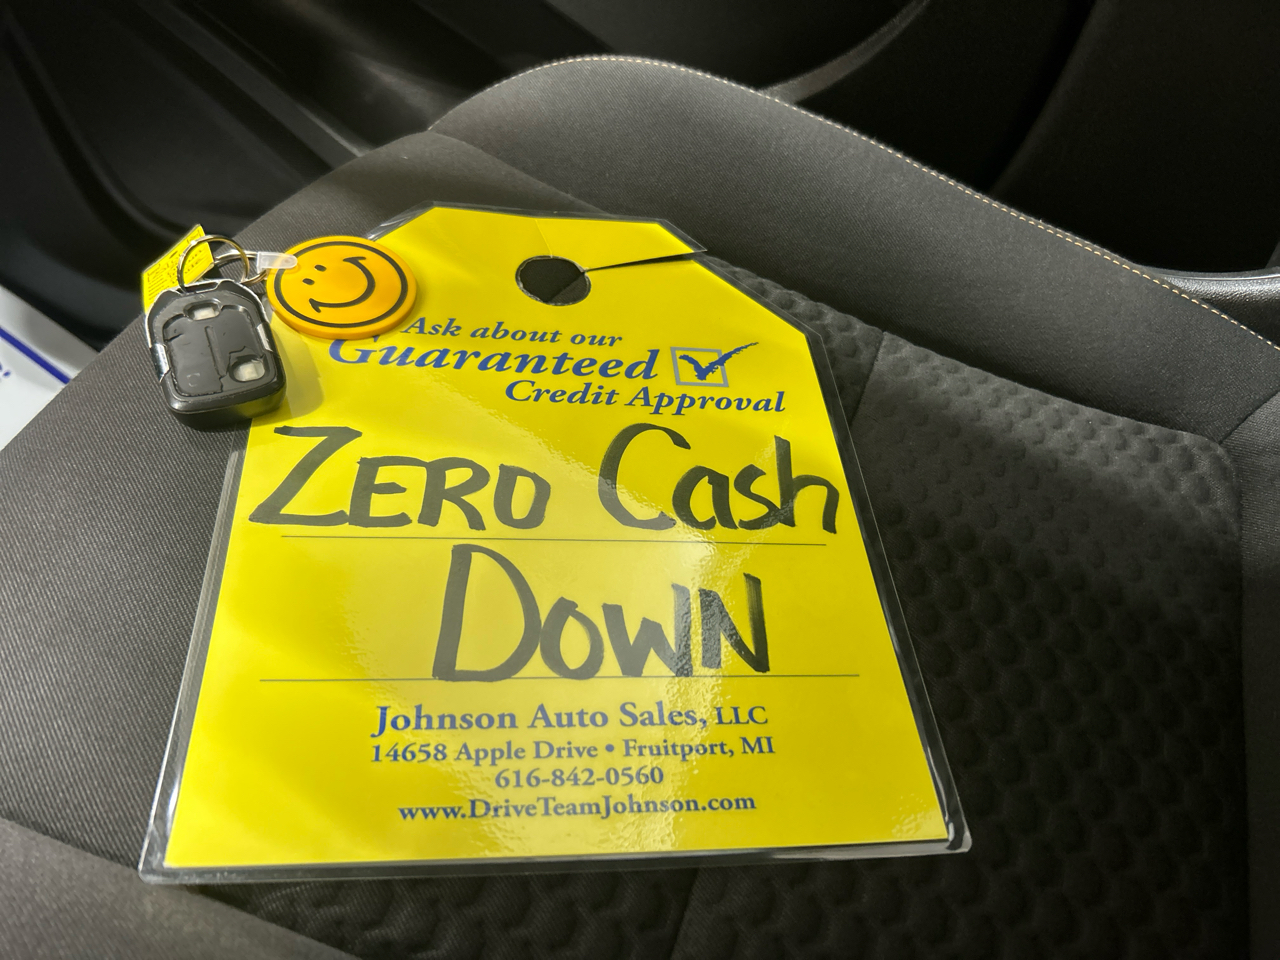 Ask about our
Guaranteed
Credit Approval
ZERO Cash
DOWN
Johnson Auto Sales, LLC
14658 Apple Drive • Fruitport, MI
616-842-0560
www.DriveTeamJohnson.com